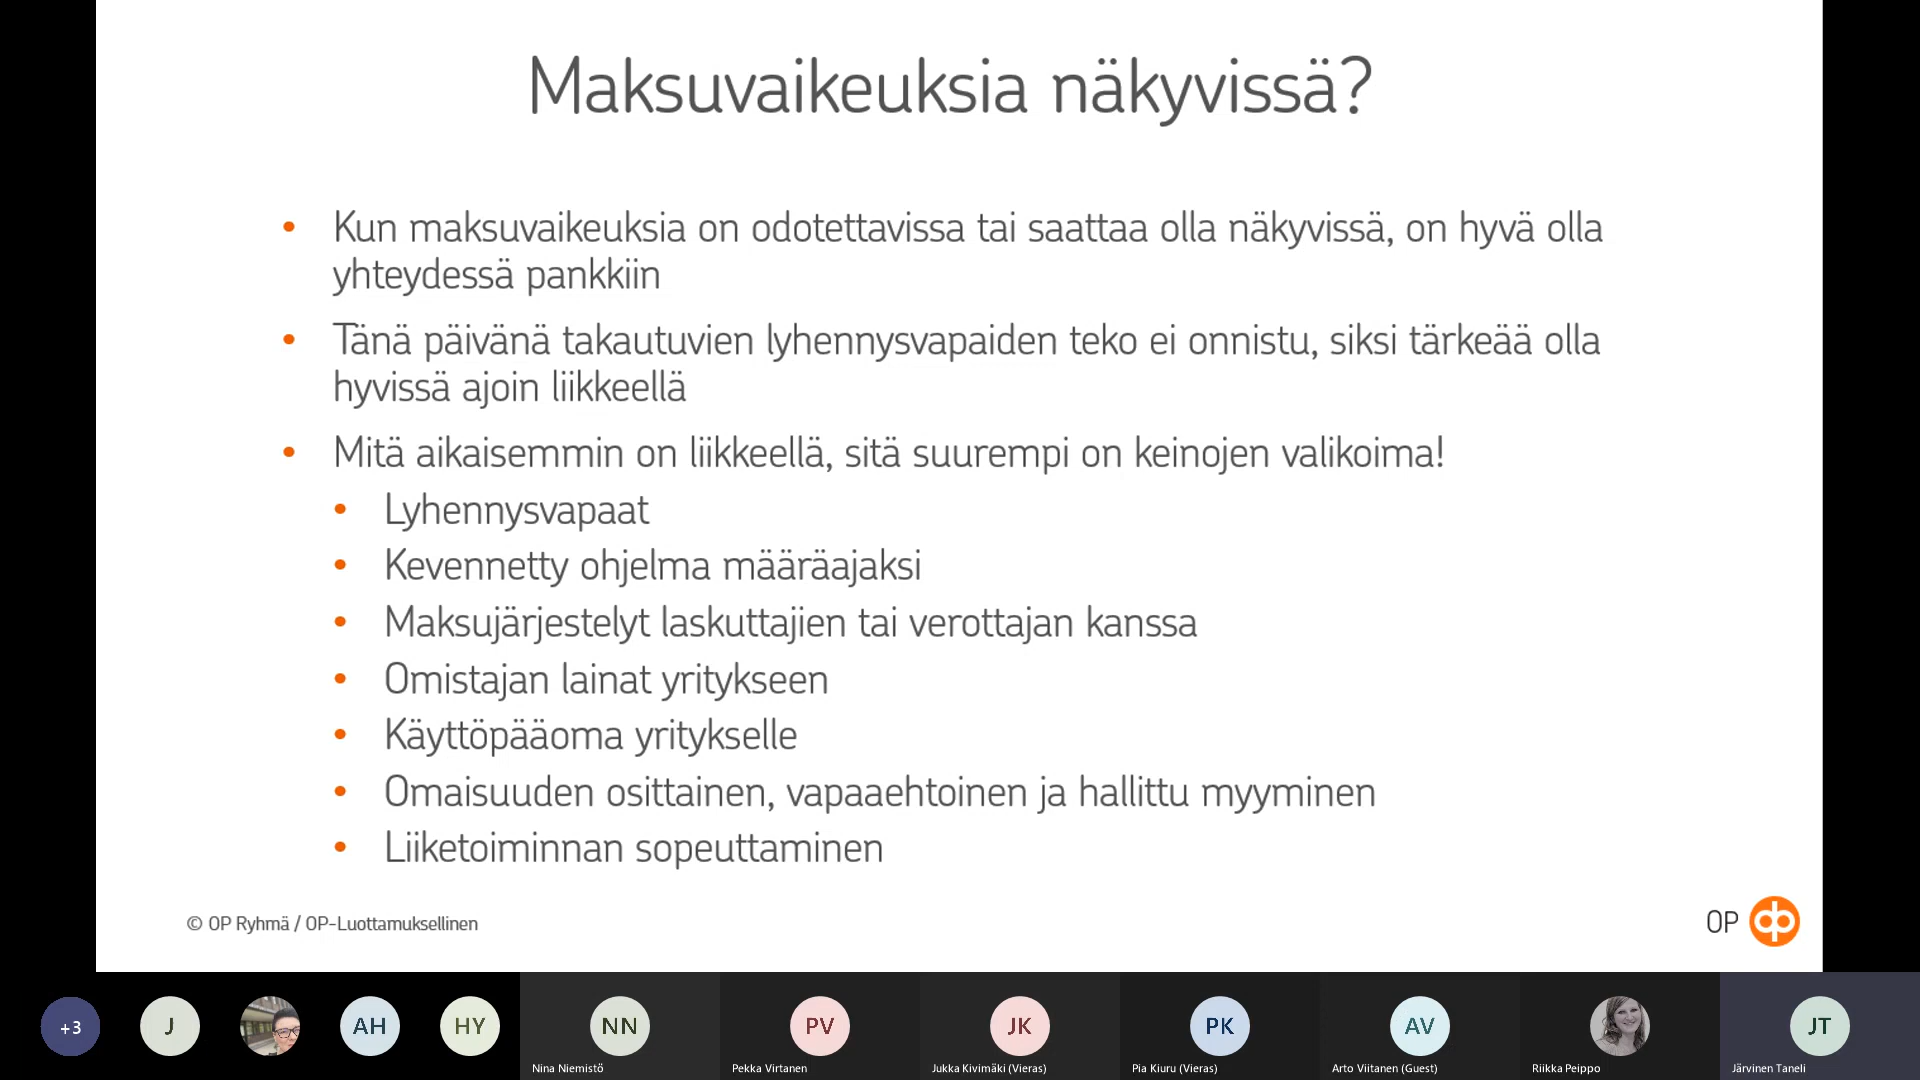 Maksuvaikeuksia näkyvissä?
• Kun maksuvaikeuksia on odotettavissa tai saattaa olla näkyvissä, on hyvä olla
yhteydessä pankkiin
• Tänä päivänä takautuvien lyhennysvapaiden teko ei onnistu, siksi tärkeää olla
hyvissä ajoin liikkeellä
• Mitä aikaisemmin on liikkeellä, sitä suurempi on keinojen valikoima!
• Lyhennysvapaat
• Kevennetty ohjelma määräajaksi
• Maksujärjestelyt laskuttajien tai verottajan kanssa
• Omistajan lainat yritykseen
• Käyttöpääoma yritykselle
• Omaisuuden osittainen, vapaaehtoinen ja hallittu myyminen
• Liiketoiminnan sopeuttaminen
© OP Ryhmä / OP-Luottamuksellinen
OP
+3
J
AH
HY
NN
PV
JK
PK
AV
JT
Nina Niemistö
Pekka Virtanen
Jukka Kivimäki (Vieras)
Pia Kiuru (Vieras)
Arto Viitanen (Guest)
Riikka Peippo
Järvinen Taneli